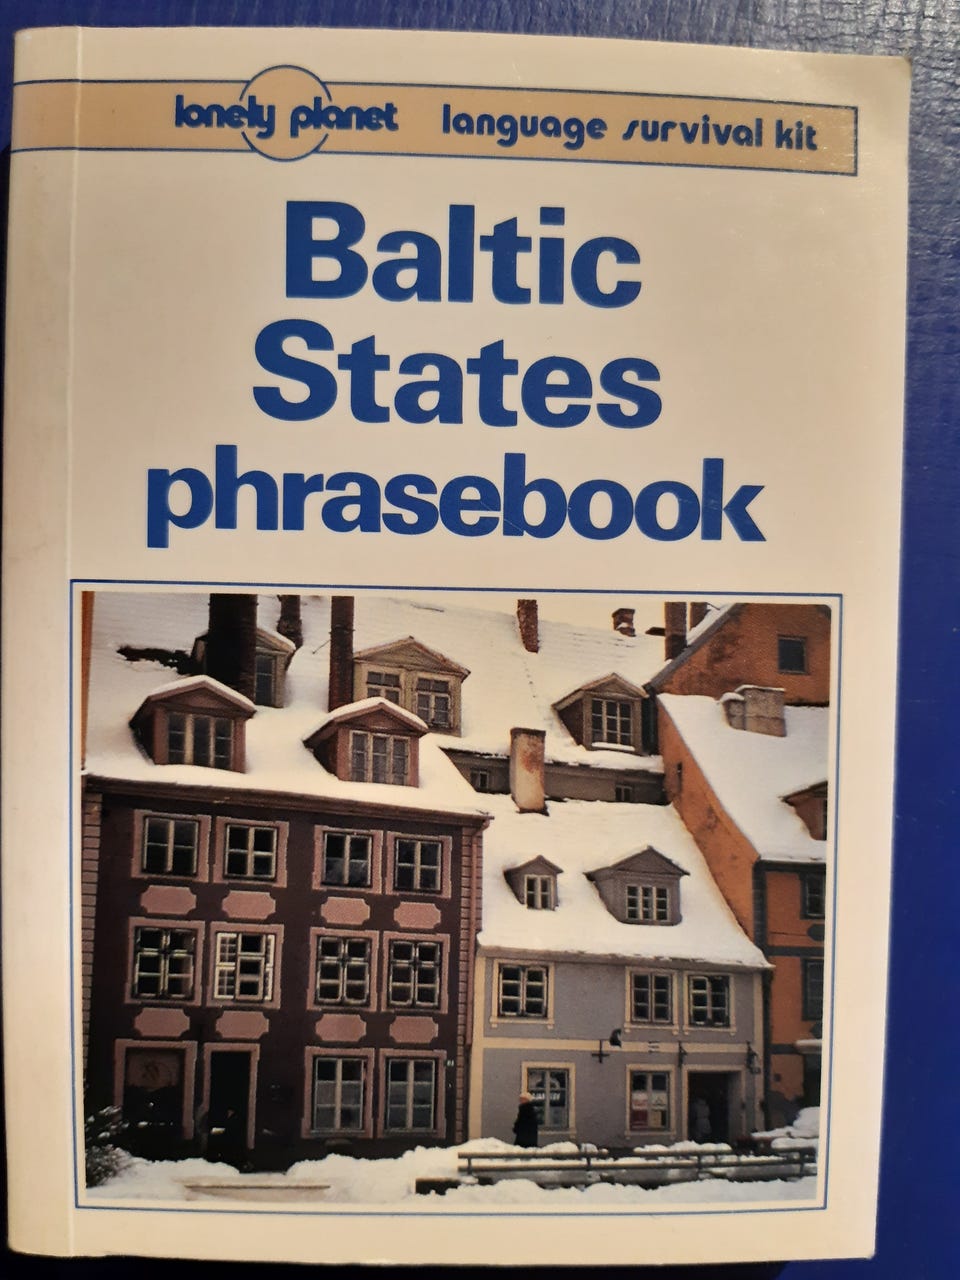 lonely planet language survival kit
Baltic
States
phrasebook